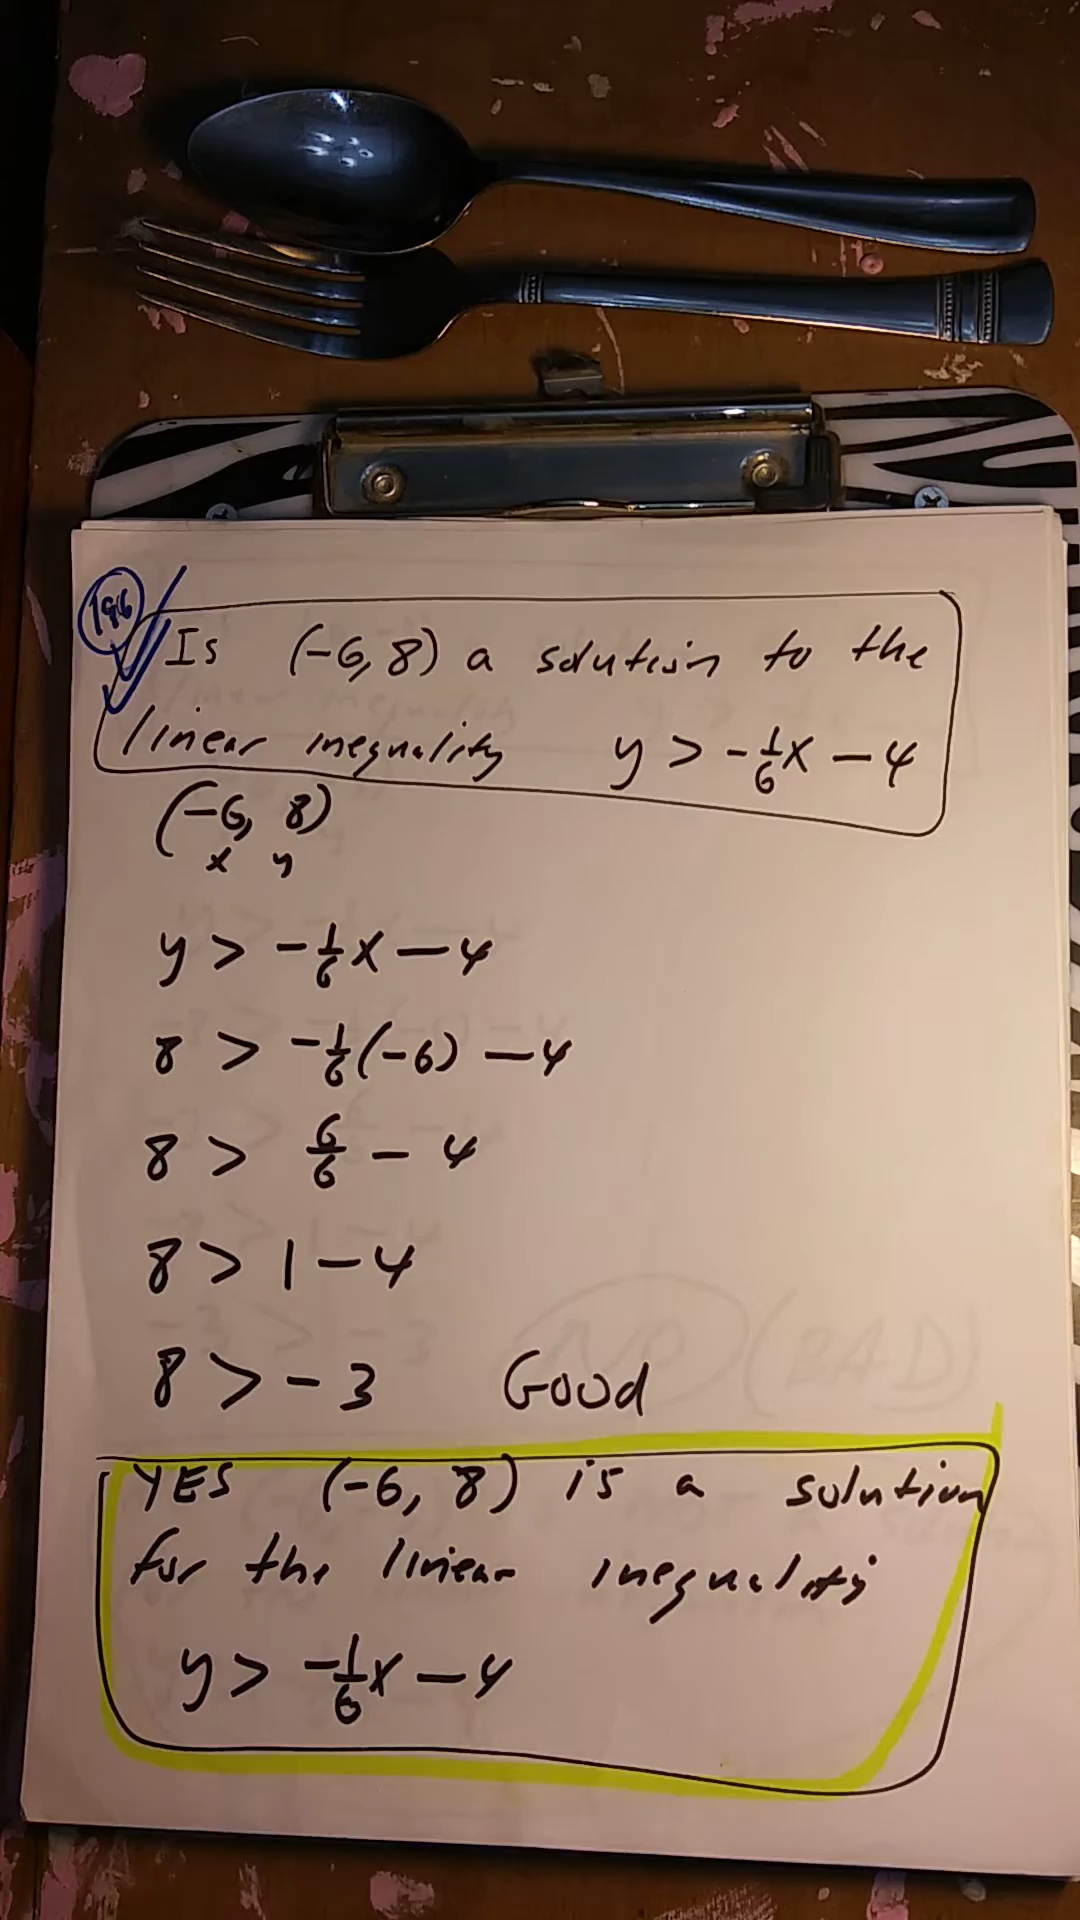 196
Is (-6, 8) a solution to the
linear inequality y > -1/6x - 4
(-6, 8)
x y
y > -1/6x - 4
8 > -1/6(-6) - 4
8 > 6/6 - 4
8 > 1 - 4
8 > -3 Good
YES (-6, 8) is a solution
for the linear inequality
y > -1/6x - 4